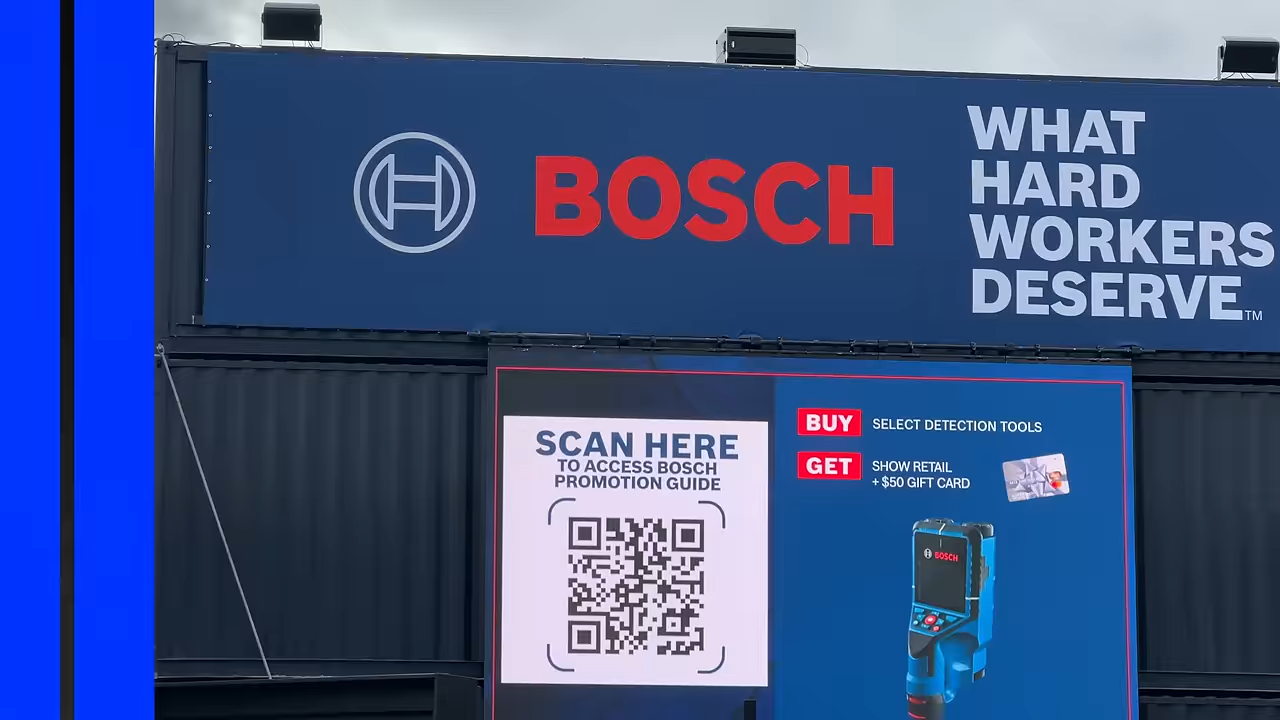 BOSCH
WHAT
HARD
WORKERS
DESERVE™
SCAN HERE
TO ACCESS BOSCH
PROMOTION GUIDE
BUY SELECT DETECTION TOOLS
GET SHOW RETAIL
+ $50 GIFT CARD
BOSCH